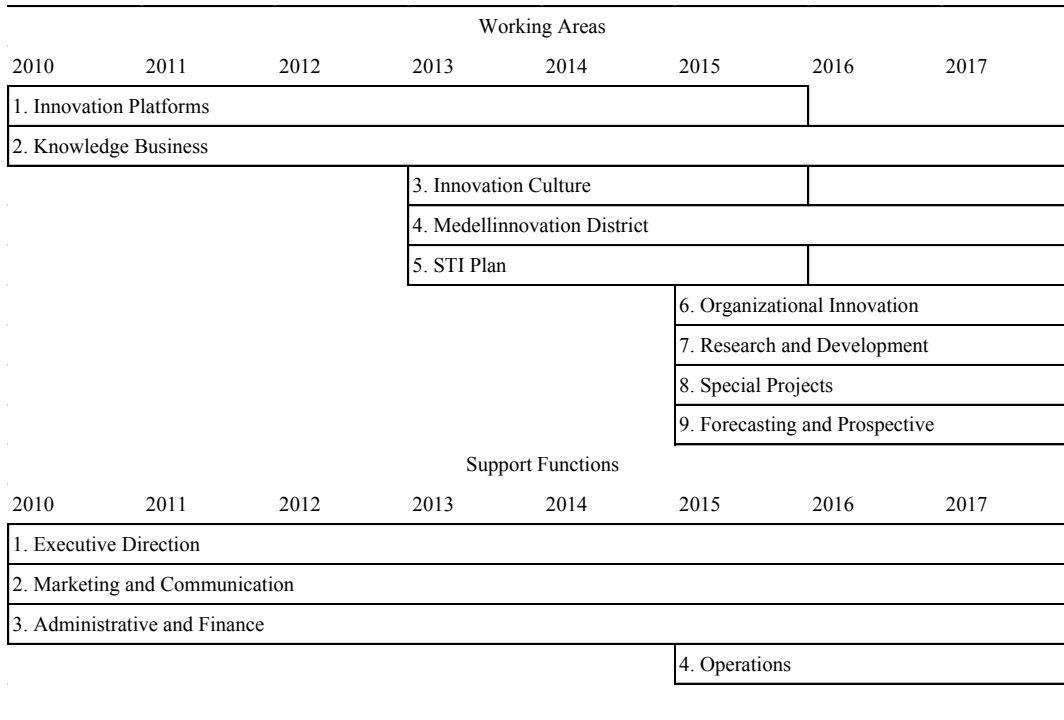 Working Areas
2010 2011 2012 2013 2014 2015 2016 2017
1. Innovation Platforms
2. Knowledge Business
3. Innovation Culture
4. Medellinnovation District
5. STI Plan
6. Organizational Innovation
7. Research and Development
8. Special Projects
9. Forecasting and Prospective
Support Functions
2010 2011 2012 2013 2014 2015 2016 2017
1. Executive Direction
2. Marketing and Communication
3. Administrative and Finance
4. Operations